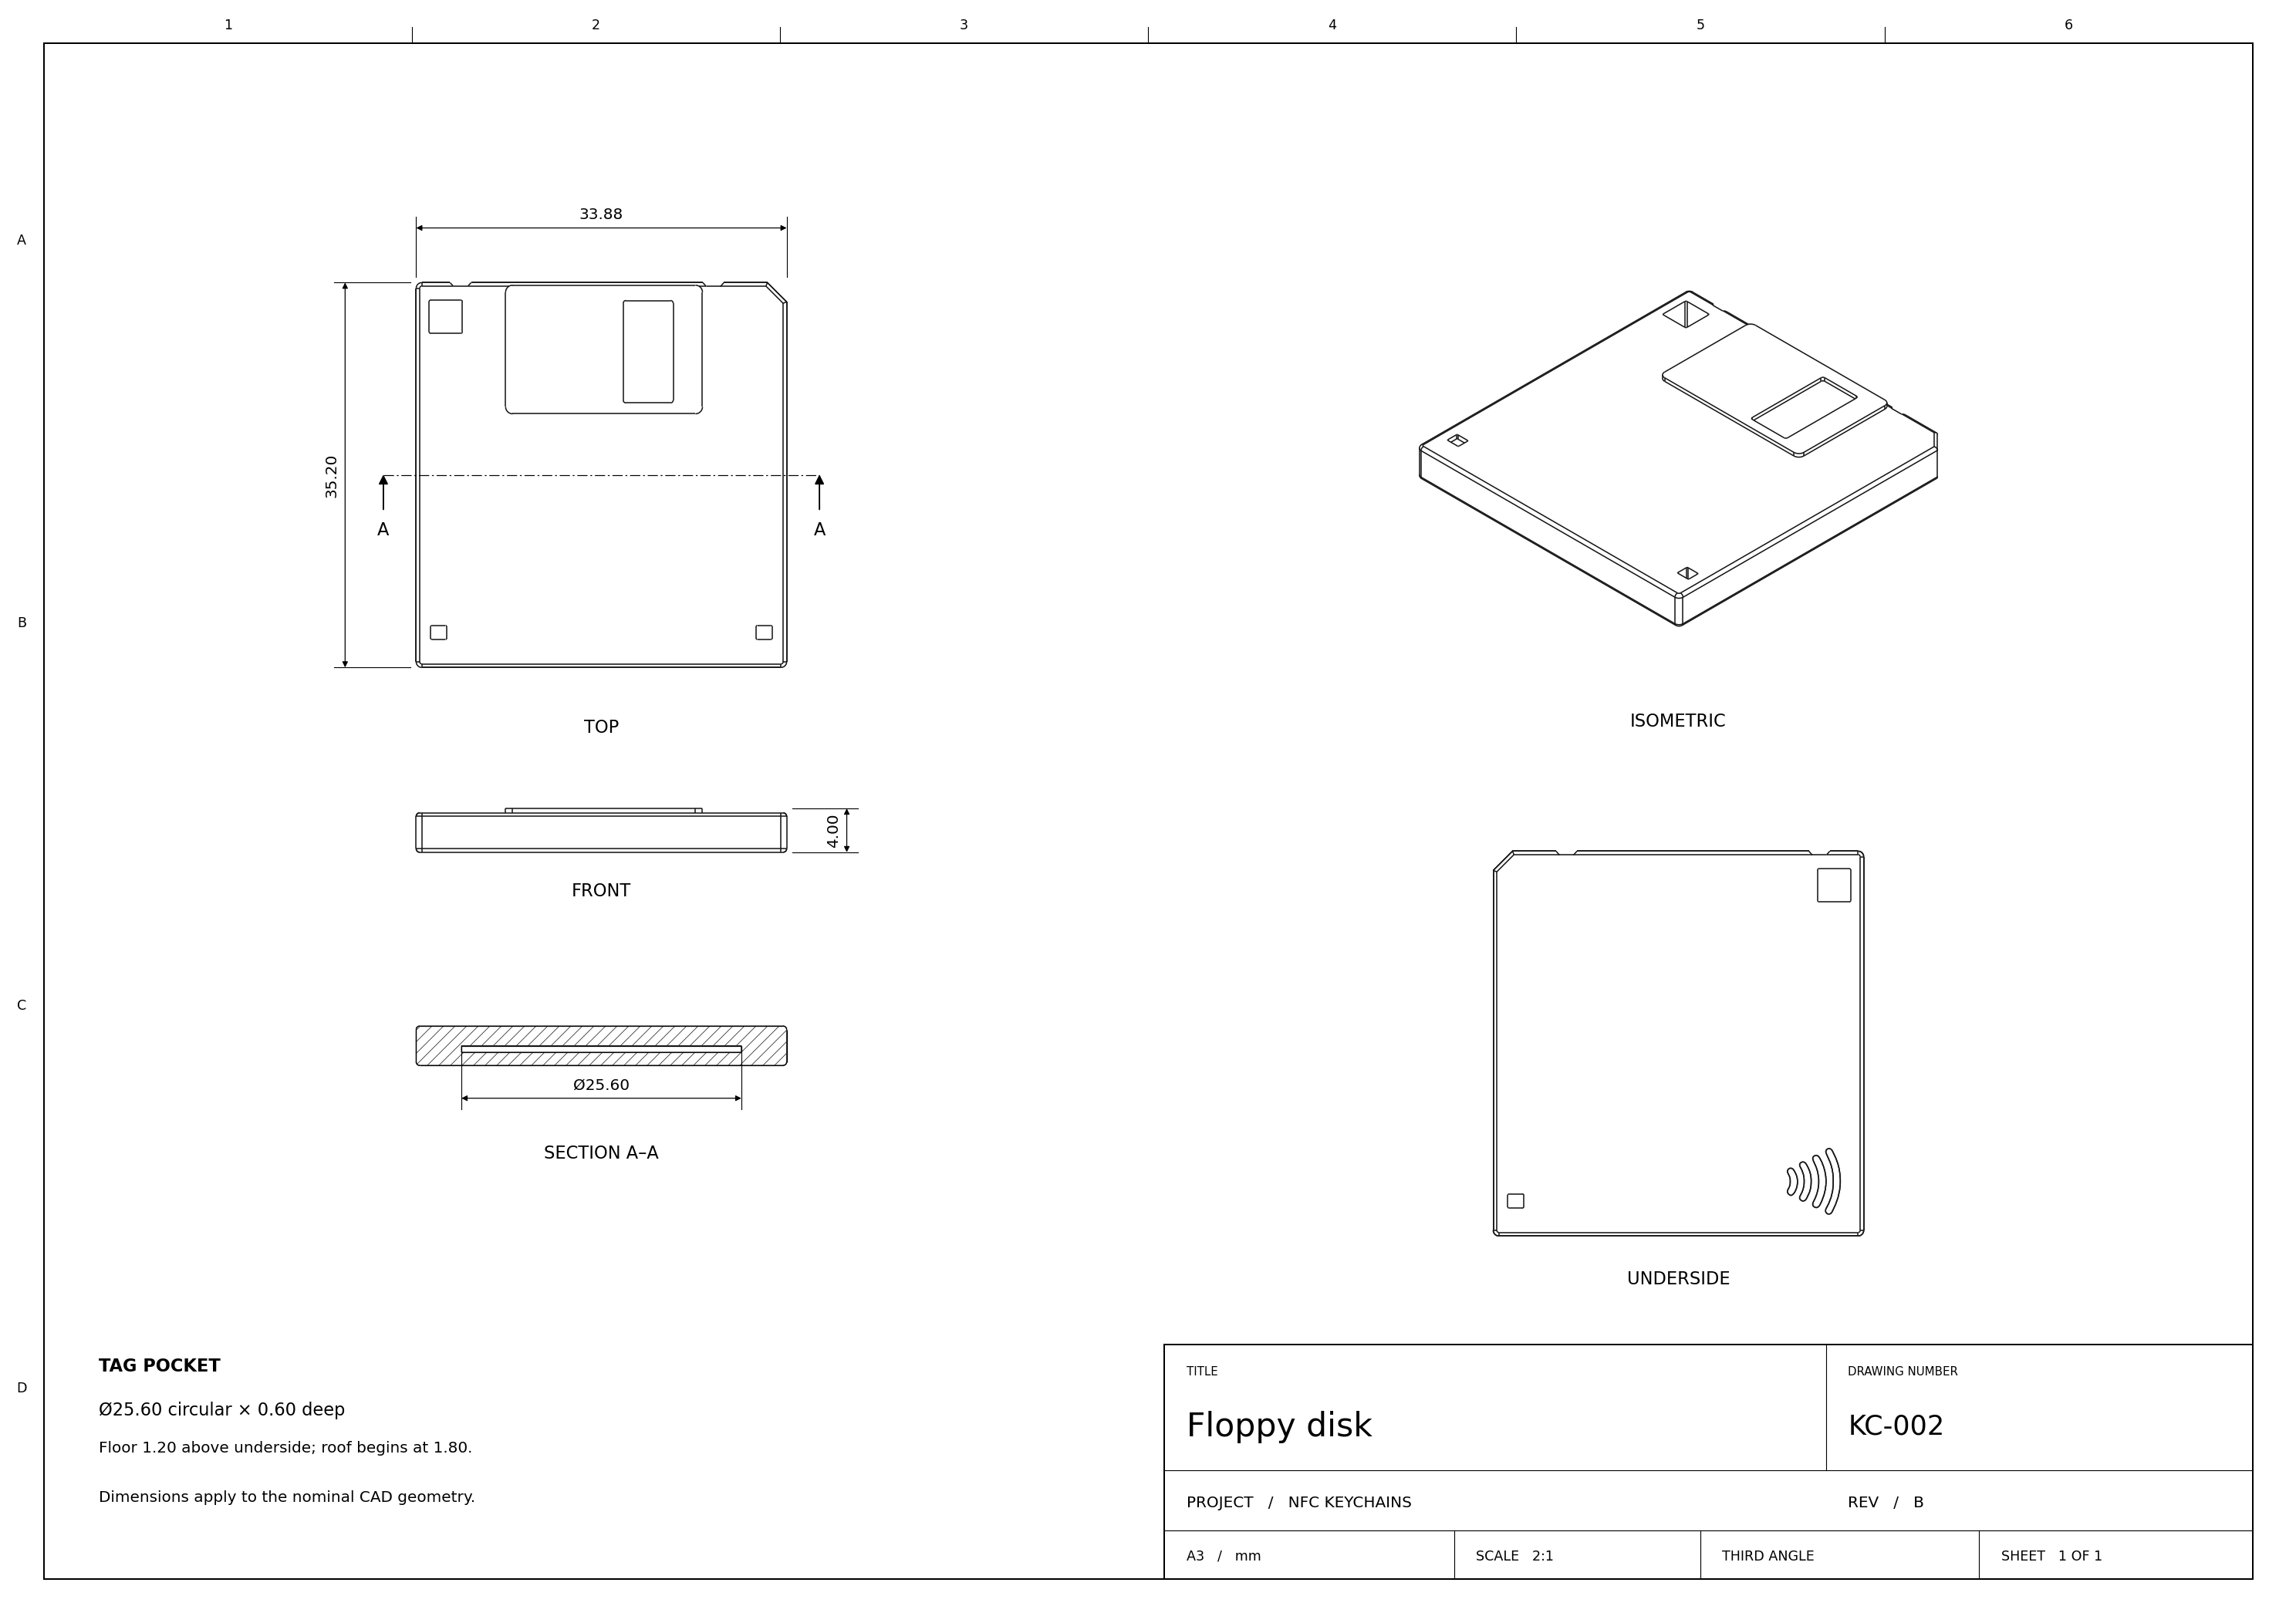 1 2 3 4 5 6
A
B
C
D
33.88
35.20
A A
TOP
ISOMETRIC
4.00
FRONT
Ø25.60
SECTION A–A
UNDERSIDE
TAG POCKET
Ø25.60 circular × 0.60 deep
Floor 1.20 above underside; roof begins at 1.80.
Dimensions apply to the nominal CAD geometry.
TITLE
Floppy disk
DRAWING NUMBER
KC-002
PROJECT / NFC KEYCHAINS
REV / B
A3 / mm
SCALE 2:1
THIRD ANGLE
SHEET 1 OF 1